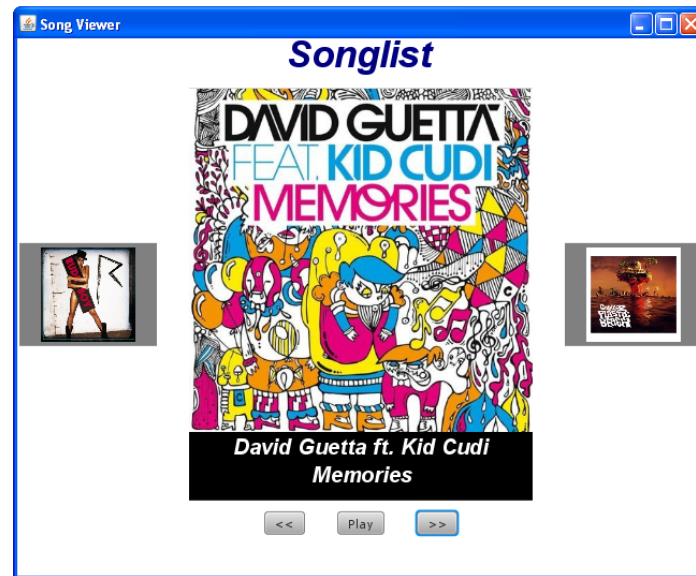 Song Viewer
Songlist
DAVID GUETTA
FEAT. KID CUDI
MEMORIES
R
David Guetta ft. Kid Cudi
Memories
<< Play >>